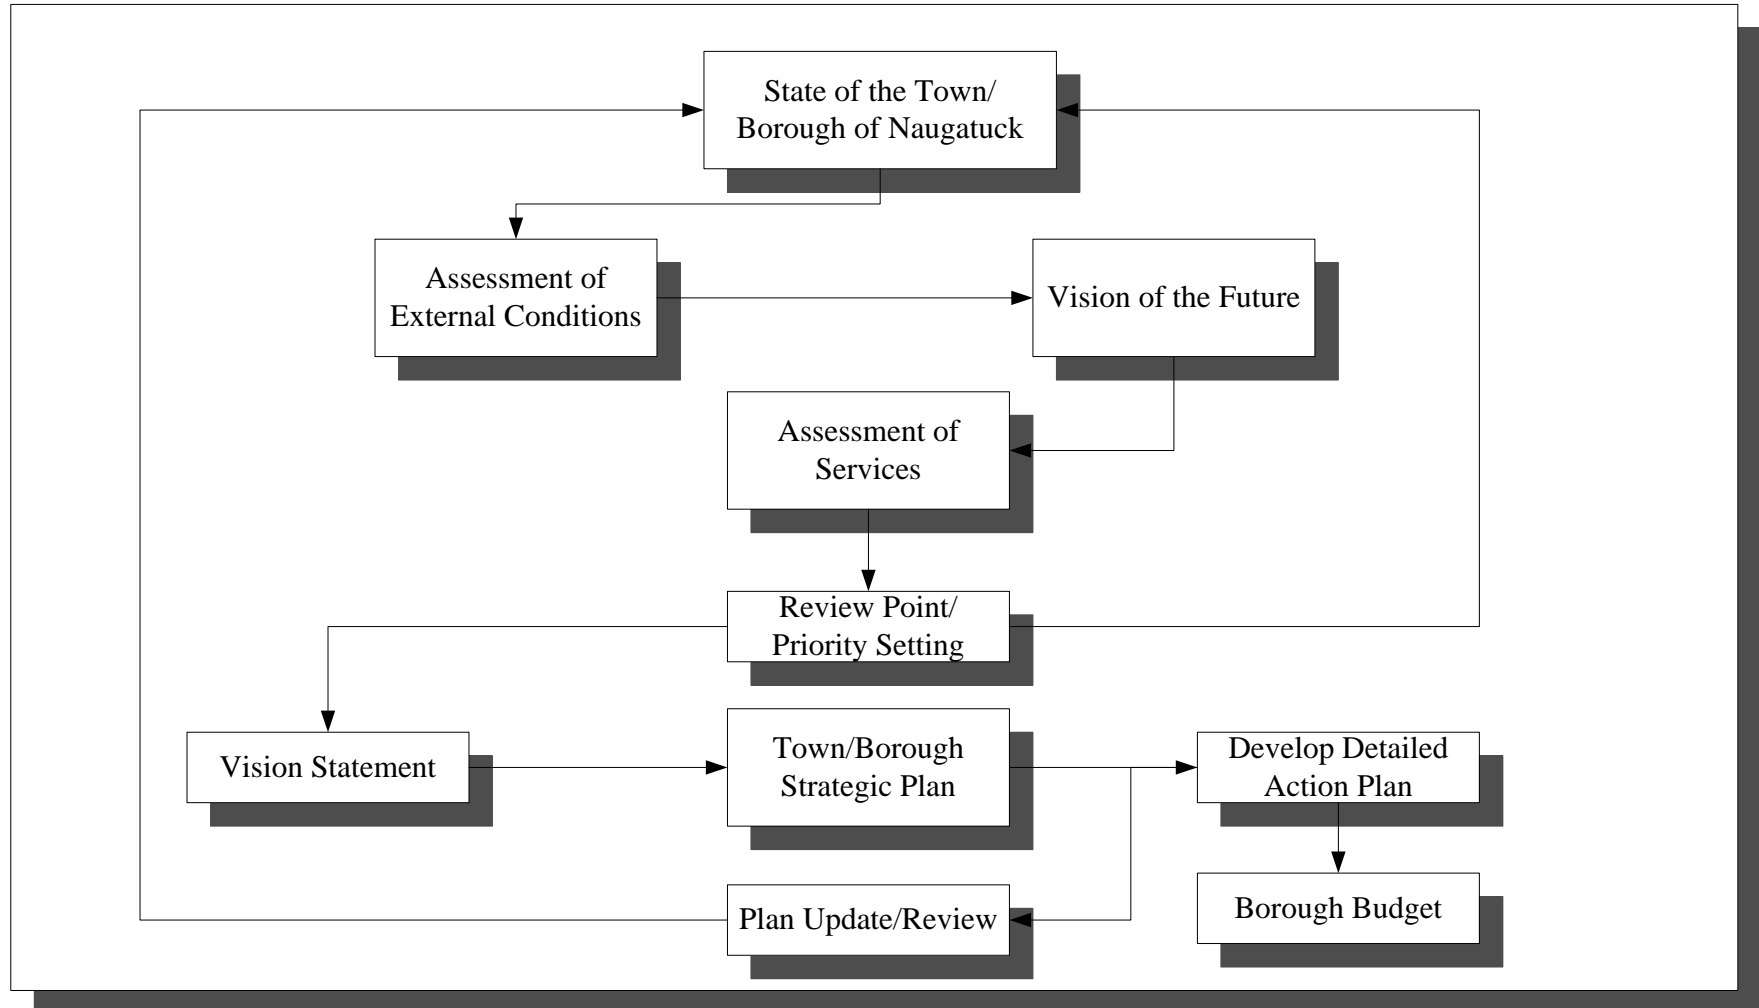 State of the Town/
Borough of Naugatuck
Assessment of
External Conditions
Vision of the Future
Assessment of
Services
Review Point/
Priority Setting
Vision Statement
Town/Borough
Strategic Plan
Develop Detailed
Action Plan
Plan Update/Review
Borough Budget